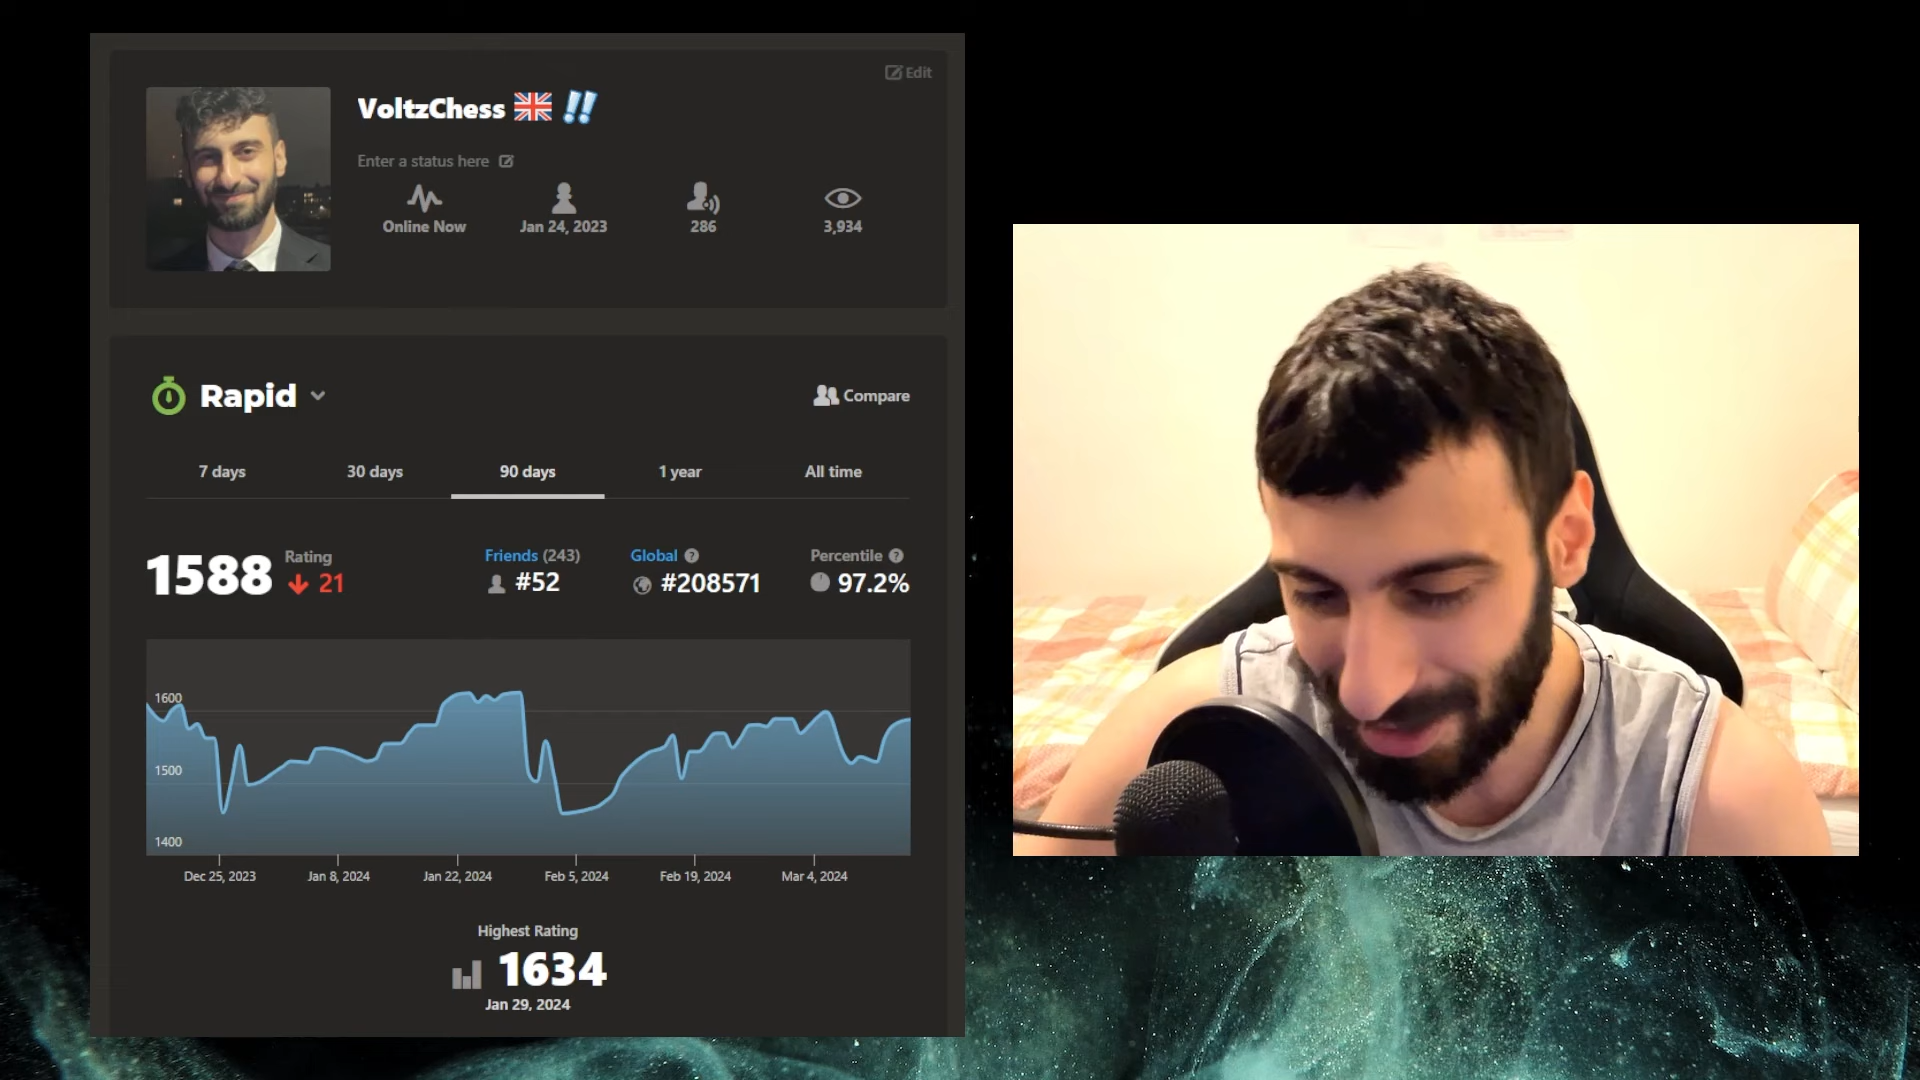 Edit
VoltzChess
Enter a status here
Online Now
Jan 24, 2023
286
3,934
Rapid
Compare
7 days
30 days
90 days
1 year
All time
1588
Rating
21
Friends (243)
#52
Global
#208571
Percentile
97.2%
1600
1500
1400
Dec 25, 2023
Jan 8, 2024
Jan 22, 2024
Feb 5, 2024
Feb 19, 2024
Mar 4, 2024
Highest Rating
1634
Jan 29, 2024